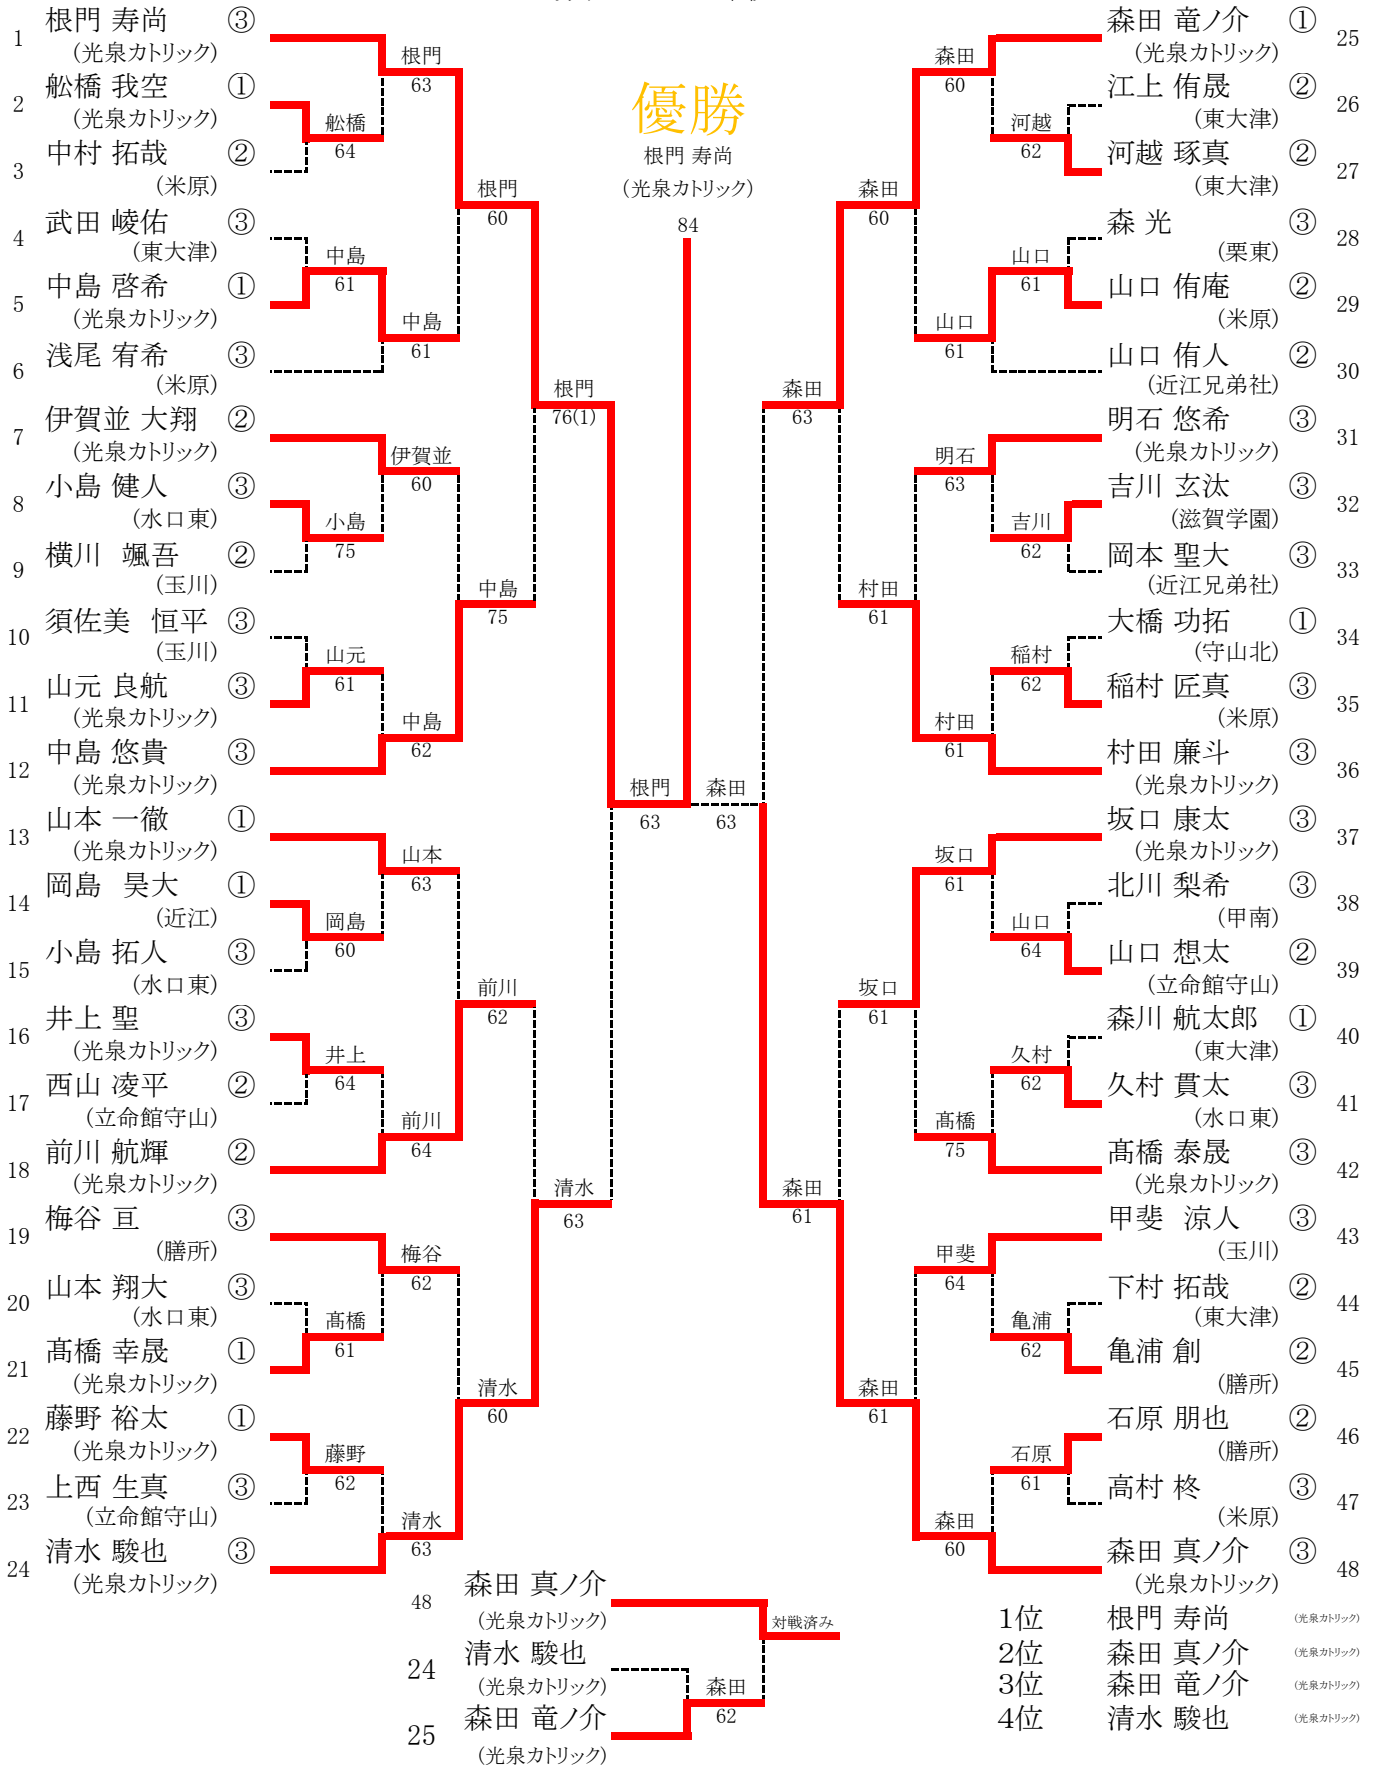 優勝
根門 寿尚
(光泉カトリック)
84
1 根門 寿尚 ③
(光泉カトリック)
2 舩橋 我空 ①
(光泉カトリック)
3 中村 拓哉 ②
(米原)
4 武田 崚佑 ③
(東大津)
5 中島 啓希 ①
(光泉カトリック)
6 浅尾 宥希 ③
(米原)
7 伊賀並 大翔 ②
(光泉カトリック)
8 小島 健人 ③
(水口東)
9 横川 颯吾 ②
(玉川)
10 須佐美 恒平 ③
(玉川)
11 山元 良航 ③
(光泉カトリック)
12 中島 悠貴 ③
(光泉カトリック)
13 山本 一徹 ①
(光泉カトリック)
14 岡島 昊大 ①
(近江)
15 小島 拓人 ③
(水口東)
16 井上 聖 ③
(光泉カトリック)
17 西山 凌平 ②
(立命館守山)
18 前川 航輝 ②
(光泉カトリック)
19 梅谷 亘 ③
(膳所)
20 山本 翔大 ③
(水口東)
21 髙橋 幸晟 ①
(光泉カトリック)
22 藤野 裕太 ①
(光泉カトリック)
23 上西 生真 ③
(立命館守山)
24 清水 駿也 ③
(光泉カトリック)
舩橋
64
中島
61
小島
75
山元
61
岡島
60
井上
64
髙橋
61
藤野
62
根門
63
中島
61
伊賀並
60
中島
62
山本
63
前川
64
梅谷
62
清水
63
根門
60
中島
75
前川
62
清水
60
根門
76(1)
清水
63
根門
63
森田
63
森田
63
森田
61
森田
60
村田
61
坂口
61
森田
61
森田
60
山口
61
明石
63
村田
61
坂口
61
髙橋
75
甲斐
64
森田
60
河越
62
山口
61
吉川
62
稲村
62
山口
64
久村
62
亀浦
62
石原
61
森田 竜ノ介 ① 25
(光泉カトリック)
江上 侑晟 ② 26
(東大津)
河越 琢真 ② 27
(東大津)
森 光 ③ 28
(栗東)
山口 侑庵 ② 29
(米原)
山口 侑人 ② 30
(近江兄弟社)
明石 悠希 ③ 31
(光泉カトリック)
吉川 玄汰 ③ 32
(滋賀学園)
岡本 聖大 ③ 33
(近江兄弟社)
大橋 功拓 ① 34
(守山北)
稲村 匠真 ③ 35
(米原)
村田 廉斗 ③ 36
(光泉カトリック)
坂口 康太 ③ 37
(光泉カトリック)
北川 梨希 ③ 38
(甲南)
山口 想太 ② 39
(立命館守山)
森川 航太郎 ① 40
(東大津)
久村 貫太 ③ 41
(水口東)
髙橋 泰晟 ③ 42
(光泉カトリック)
甲斐 涼人 ③ 43
(玉川)
下村 拓哉 ② 44
(東大津)
亀浦 創 ② 45
(膳所)
石原 朋也 ② 46
(膳所)
高村 柊 ③ 47
(米原)
森田 真ノ介 ③ 48
(光泉カトリック)
48 森田 真ノ介
(光泉カトリック)
24 清水 駿也
(光泉カトリック)
25 森田 竜ノ介
(光泉カトリック)
対戦済み
森田
62
1位 根門 寿尚 (光泉カトリック)
2位 森田 真ノ介 (光泉カトリック)
3位 森田 竜ノ介 (光泉カトリック)
4位 清水 駿也 (光泉カトリック)